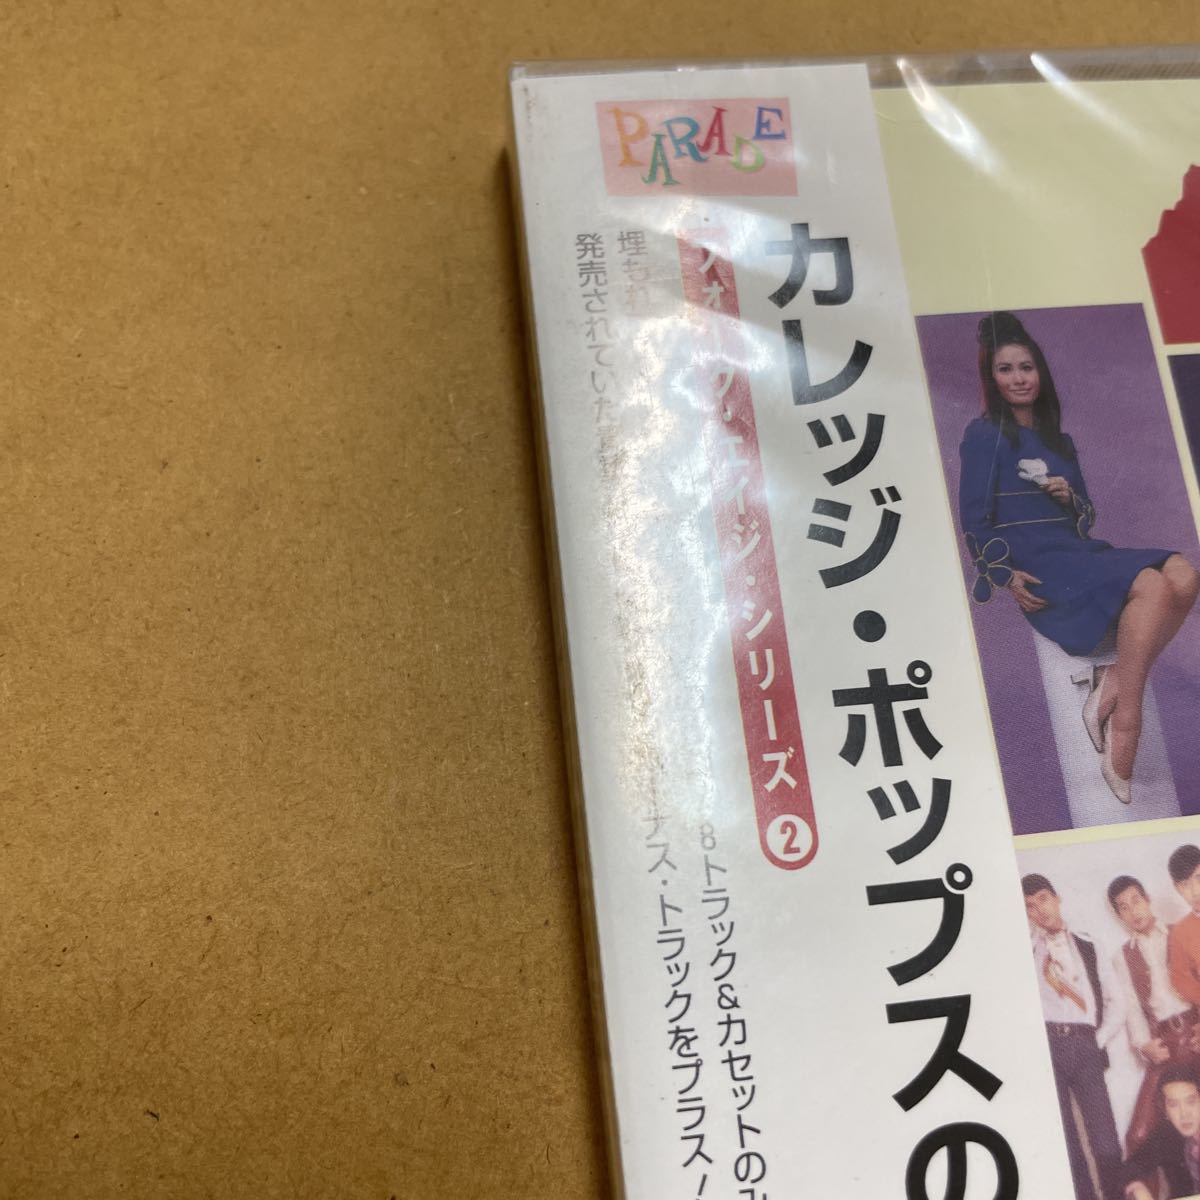 PARADE
カレッジ・ポップスの
・フォーク・エイジ・シリーズ②
埋もれ
8トラック&カセットのみ
発売されていた音
ナス・トラックをプラス!